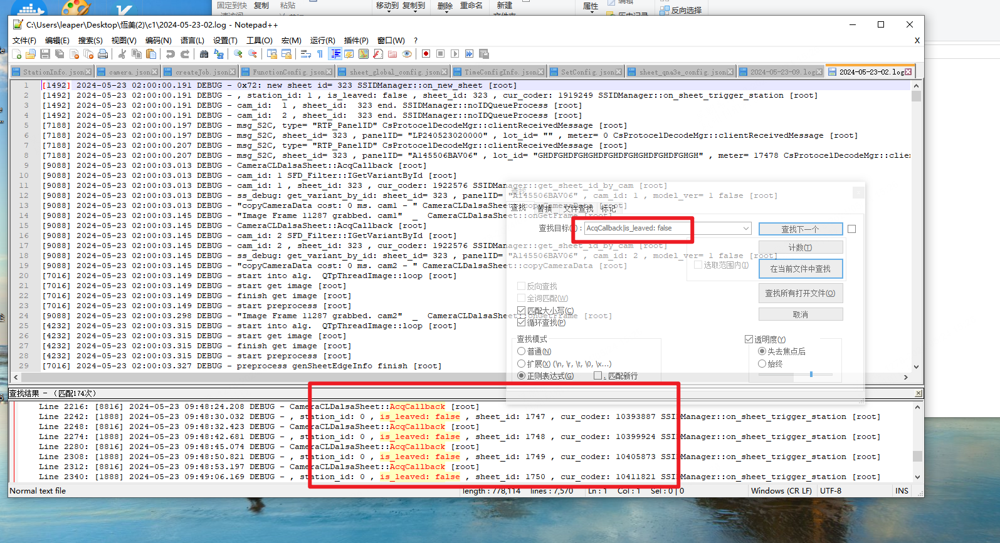 固定到快 复制 粘贴 移动到 复制到 删除 重命名 新建 属性 编辑
历史记录 反向选择
C:\Users\leaper\Desktop\恆美(2)\c1\2024-05-23-02.log - Notepad++
文件(F) 编辑(E) 搜索(S) 视图(V) 编码(N) 语言(L) 设置(T) 工具(O) 宏(M) 运行(R) 插件(P) 窗口(W) ? X
StationInfo.json camera.json createJob.json FunctionConfig.json sheet_global_config.json TimeConfigInfo.json SetConfig.json sheet_qna3e_config.json 2024-05-23-09.log 2024-05-23-02.log
1 [1492] 2024-05-23 02:00:00.191 DEBUG - 0x72: new sheet id= 323 SSIDManager::on_new_sheet [root]
2 [1492] 2024-05-23 02:00:00.191 DEBUG - , station_id: 1 , is_leaved: false , sheet_id: 323 , cur_coder: 1919249 SSIDManager::on_sheet_trigger_station [root]
3 [1492] 2024-05-23 02:00:00.191 DEBUG - cam_id: 1 , sheet_id: 323 end. SSIDManager::noIDQueueProcess [root]
4 [1492] 2024-05-23 02:00:00.191 DEBUG - cam_id: 2 , sheet_id: 323 end. SSIDManager::noIDQueueProcess [root]
5 [7188] 2024-05-23 02:00:00.197 DEBUG - msg_S2C, type= "RTP_PanelID" CsProtocelDecodeMgr::clientReceivedMessage [root]
6 [7188] 2024-05-23 02:00:00.197 DEBUG - msg_S2C, sheet_id= 323 , panelID= "LP240523020000" , lot_id= "" , meter= 0 CsProtocelDecodeMgr::clientReceivedMessage [root]
7 [7188] 2024-05-23 02:00:00.207 DEBUG - msg_S2C, type= "RTP_PanelID" CsProtocelDecodeMgr::clientReceivedMessage [root]
8 [7188] 2024-05-23 02:00:00.207 DEBUG - msg_S2C, sheet_id= 323 , panelID= "A145506BAV06" , lot_id= "GHDFGHDFGHGHDFGHDFGHGHDFGHDFGHGH" , meter= 17478 CsProtocelDecodeMgr::clie
9 [9088] 2024-05-23 02:00:03.013 DEBUG - CameraCLDalsaSheet::AcqCallback [root]
10 [9088] 2024-05-23 02:00:03.013 DEBUG - cam_id: 1 SFD_Filter::IGetVariantById [root]
11 [9088] 2024-05-23 02:00:03.013 DEBUG - cam_id: 1 , sheet_id: 323 , cur_coder: 1922576 SSIDManager::get_sheet_id_by_cam [root]
12 [9088] 2024-05-23 02:00:03.013 DEBUG - ss_debug: get_variant_by_id: sheet_id= 323 , panelID= "A145506BAV06" , cam_id: 1 , model_ver= 1 false [root]
13 [9088] 2024-05-23 02:00:03.013 DEBUG - "copyCameraData cost: 0 ms. cam1 - " CameraCLDalsaSheet::copyCameraData [root]
14 [9088] 2024-05-23 02:00:03.145 DEBUG - "Image Frame 11287 grabbed. cam1" _ CameraCLDalsaSheet::onGetFrame [root]
15 [9088] 2024-05-23 02:00:03.145 DEBUG - CameraCLDalsaSheet::AcqCallback [root]
16 [9088] 2024-05-23 02:00:03.145 DEBUG - cam_id: 2 SFD_Filter::IGetVariantById [root]
17 [9088] 2024-05-23 02:00:03.145 DEBUG - cam_id: 2 , sheet_id: 323 , cur_coder: 1922576 SSIDManager::get_sheet_id_by_cam [root]
18 [9088] 2024-05-23 02:00:03.145 DEBUG - ss_debug: get_variant_by_id: sheet_id= 323 , panelID= "A145506BAV06" , cam_id: 2 , model_ver= 1 false [root]
19 [9088] 2024-05-23 02:00:03.145 DEBUG - "copyCameraData cost: 0 ms. cam2 - " CameraCLDalsaSheet::copyCameraData [root]
20 [7016] 2024-05-23 02:00:03.149 DEBUG - start into alg. QTpThreadImage::loop [root]
21 [7016] 2024-05-23 02:00:03.149 DEBUG - start get image [root]
22 [7016] 2024-05-23 02:00:03.149 DEBUG - finish get image [root]
23 [7016] 2024-05-23 02:00:03.149 DEBUG - start preprocess [root]
24 [9088] 2024-05-23 02:00:03.298 DEBUG - "Image Frame 11287 grabbed. cam2" _ CameraCLDalsaSheet::onGetFrame [root]
25 [4232] 2024-05-23 02:00:03.315 DEBUG - start into alg. QTpThreadImage::loop [root]
26 [4232] 2024-05-23 02:00:03.315 DEBUG - start get image [root]
27 [4232] 2024-05-23 02:00:03.315 DEBUG - finish get image [root]
28 [4232] 2024-05-23 02:00:03.315 DEBUG - start preprocess [root]
29 [7016] 2024-05-23 02:00:03.327 DEBUG - preprocess genSheetEdgeInfo finish [root]
查找
查找 替换 文件查找 标记
查找目标(F): AcqCallback|is_leaved: false
查找下一个
计数(T)
选取范围内(I)
在当前文件中查找
反向查找
查找所有打开文件(O)
全词匹配(W)
匹配大小写(C)
取消
循环查找(P)
查找模式
透明度(Y)
普通(N)
失去焦点后
扩展(X) (\n, \r, \t, \0, \x...)
始终
正则表达式(G) . 匹配新行
查找结果 - (匹配174次)
Line 2216: [8816] 2024-05-23 09:48:24.208 DEBUG - CameraCLDalsaSheet::AcqCallback [root]
Line 2242: [1888] 2024-05-23 09:48:30.032 DEBUG - , station_id: 0 , is_leaved: false , sheet_id: 1747 , cur_coder: 10393887 SSIDManager::on_sheet_trigger_station [root]
Line 2248: [8816] 2024-05-23 09:48:32.423 DEBUG - CameraCLDalsaSheet::AcqCallback [root]
Line 2274: [1888] 2024-05-23 09:48:42.681 DEBUG - , station_id: 0 , is_leaved: false , sheet_id: 1748 , cur_coder: 10399924 SSIDManager::on_sheet_trigger_station [root]
Line 2280: [8816] 2024-05-23 09:48:45.074 DEBUG - CameraCLDalsaSheet::AcqCallback [root]
Line 2308: [1888] 2024-05-23 09:48:50.821 DEBUG - , station_id: 0 , is_leaved: false , sheet_id: 1749 , cur_coder: 10405873 SSIDManager::on_sheet_trigger_station [root]
Line 2312: [8816] 2024-05-23 09:48:53.197 DEBUG - CameraCLDalsaSheet::AcqCallback [root]
Line 2340: [1888] 2024-05-23 09:49:06.169 DEBUG - , station_id: 0 , is_leaved: false , sheet_id: 1750 , cur_coder: 10411821 SSIDManager::on_sheet_trigger_station [root]
Normal text file length : 778,114 lines : 7,570 Ln : 1 Col : 1 Sel : 0 | 0 Windows (CR LF) UTF-8 INS